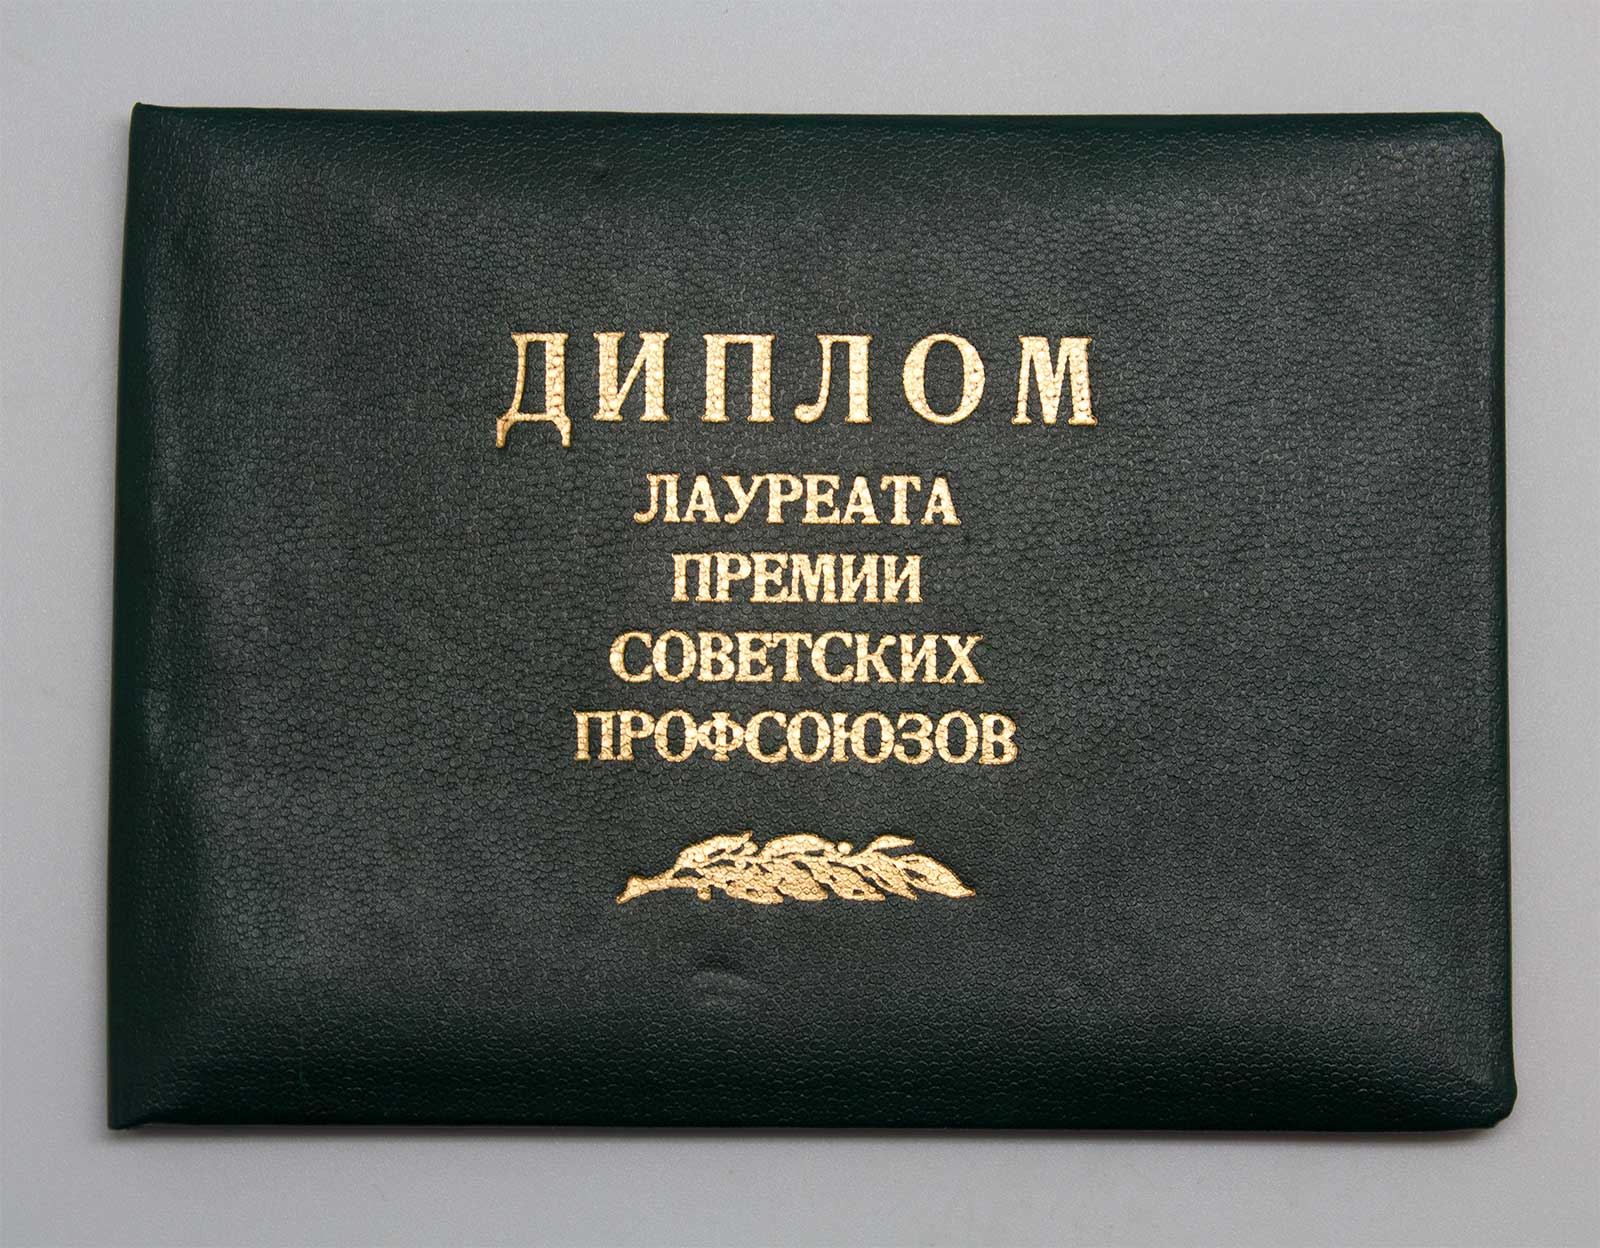 ДИПЛОМ
ЛАУРЕАТА
ПРЕМИИ
СОВЕТСКИХ
ПРОФСОЮЗОВ